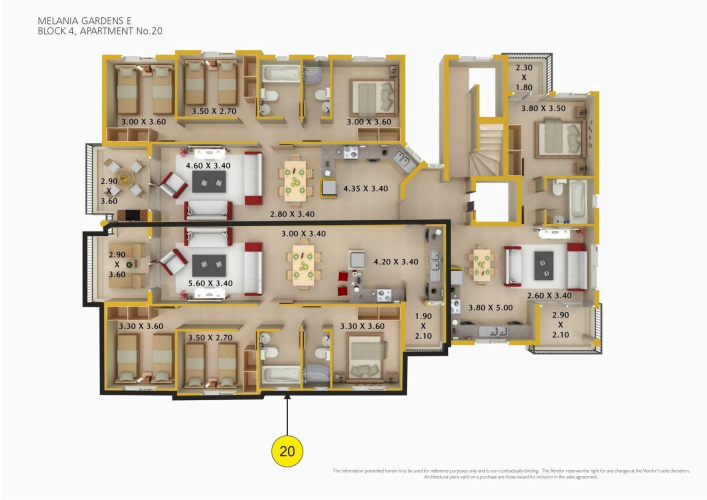 MELANIA GARDENS E
BLOCK 4, APARTMENT No.20
2.30
X
1.80
3.00 X 3.60
3.50 X 2.70
3.00 X 3.60
3.80 X 3.50
4.60 X 3.40
4.35 X 3.40
2.90
X
3.60
2.80 X 3.40
3.00 X 3.40
2.90
X
3.60
4.20 X 3.40
5.60 X 3.40
2.60 X 3.40
3.80 X 5.00
1.90
X
2.10
2.90
X
2.10
3.30 X 3.60
3.50 X 2.70
3.30 X 3.60
20
The information presented herein is to be used for reference purposes only and is non-contractually binding. The Vendor reserves the right for any changes at the Vendor's sole discretion.
Architectural plans valid on a purchase are those issued for inclusion in the sales agreement.